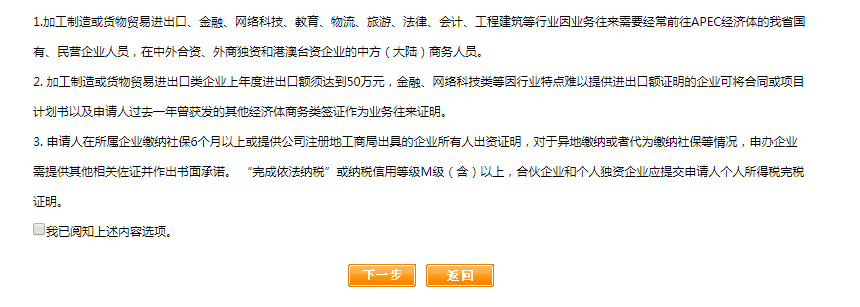 1.加工制造或货物贸易进出口、金融、网络科技、教育、物流、旅游、法律、会计、工程建筑等行业因业务往来需要经常前往APEC经济体的我省国
有、民营企业人员，在中外合资、外商独资和港澳台资企业的中方（大陆）商务人员。
2. 加工制造或货物贸易进出口类企业上年度进出口额须达到50万元，金融、网络科技类等因行业特点难以提供进出口额证明的企业可将合同或项目
计划书以及申请人过去一年曾获发的其他经济体商务类签证作为业务往来证明。
3. 申请人在所属企业缴纳社保6个月以上或提供公司注册地工商局出具的企业所有人出资证明，对于异地缴纳或者代为缴纳社保等情况，申办企业
需提供其他相关佐证并作出书面承诺。 “完成依法纳税”或纳税信用等级M级（含）以上，合伙企业和个人独资企业应提交申请人个人所得税完税
证明。
我已阅知上述内容选项。
下一步 返回